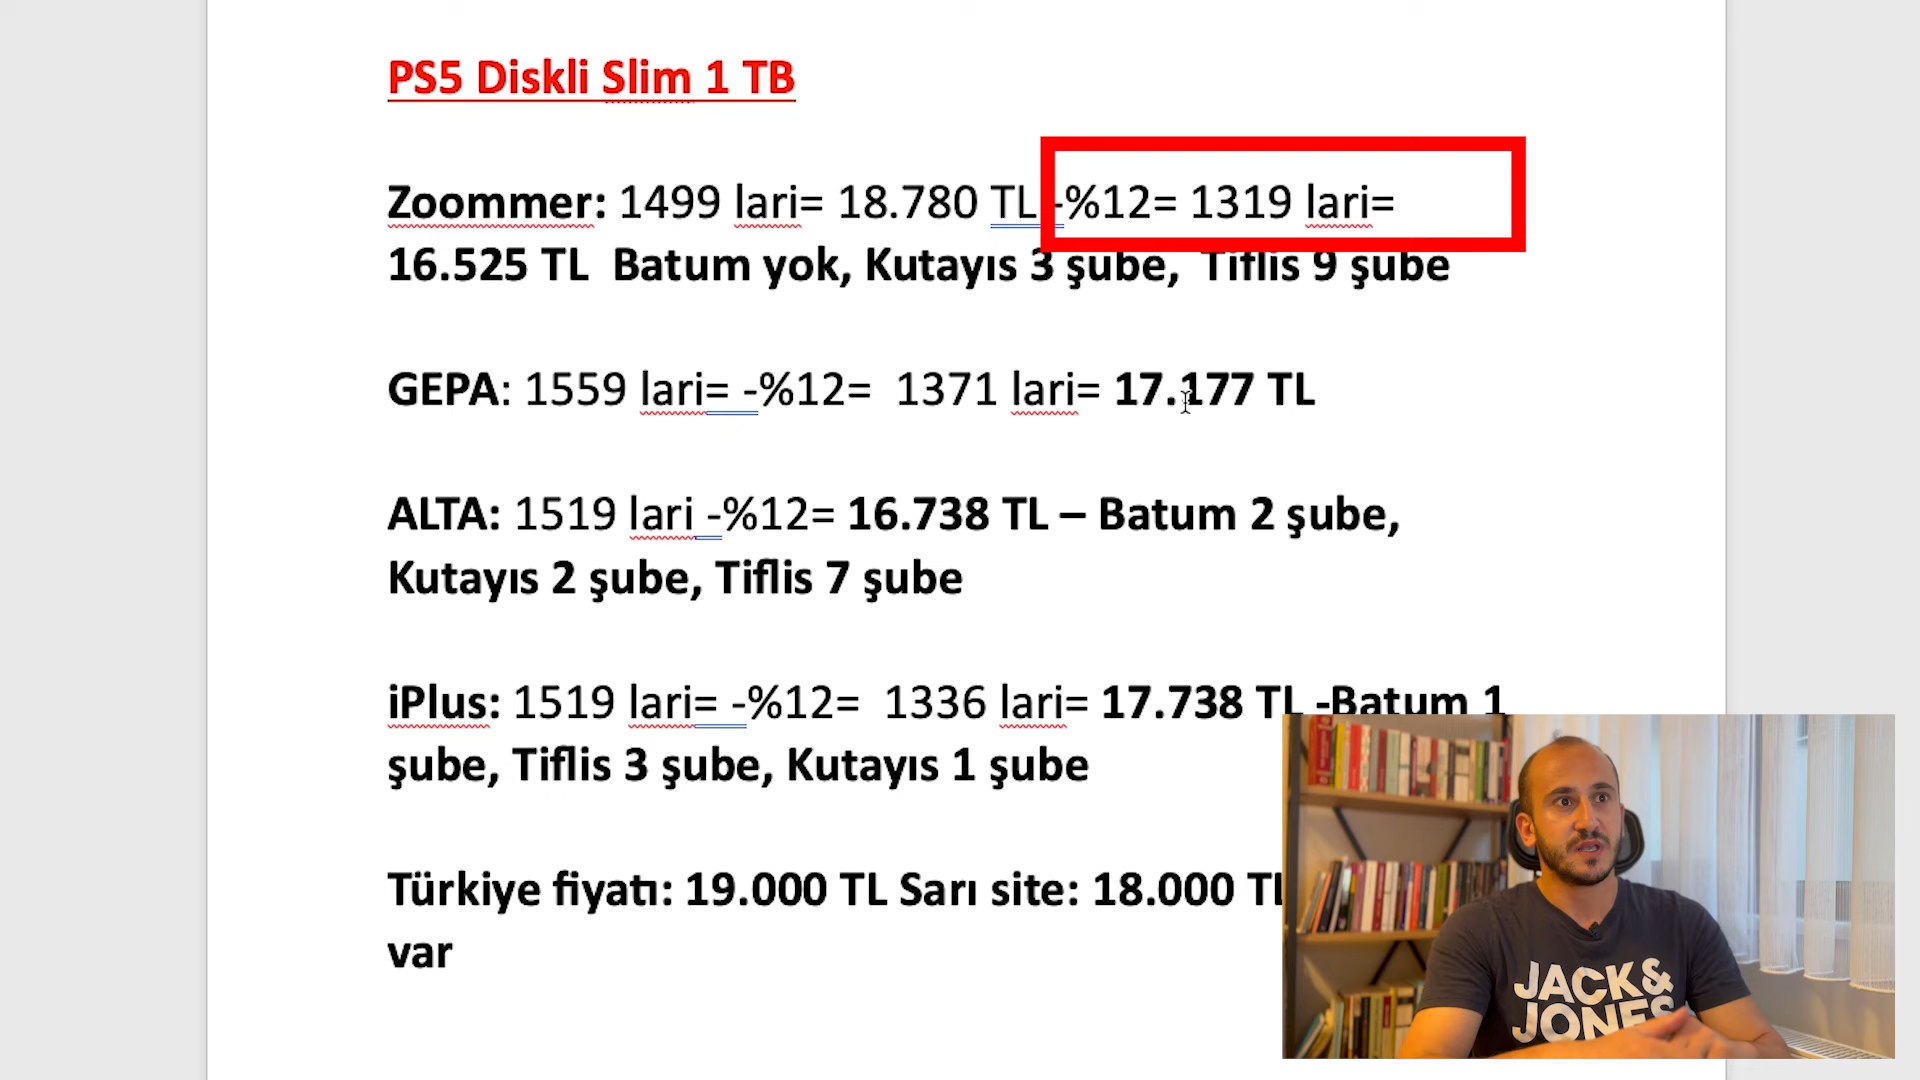 PS5 Diskli Slim 1 TB
Zoommer: 1499 lari= 18.780 TL -%12= 1319 lari=
16.525 TL  Batum yok, Kutayıs 3 şube,  Tiflis 9 şube
GEPA: 1559 lari= -%12=  1371 lari= 17.177 TL
ALTA: 1519 lari -%12= 16.738 TL – Batum 2 şube,
Kutayıs 2 şube, Tiflis 7 şube
iPlus: 1519 lari= -%12=  1336 lari= 17.738 TL -Batum 1
şube, Tiflis 3 şube, Kutayıs 1 şube
Türkiye fiyatı: 19.000 TL Sarı site: 18.000 TL
var
JACK&
JONES